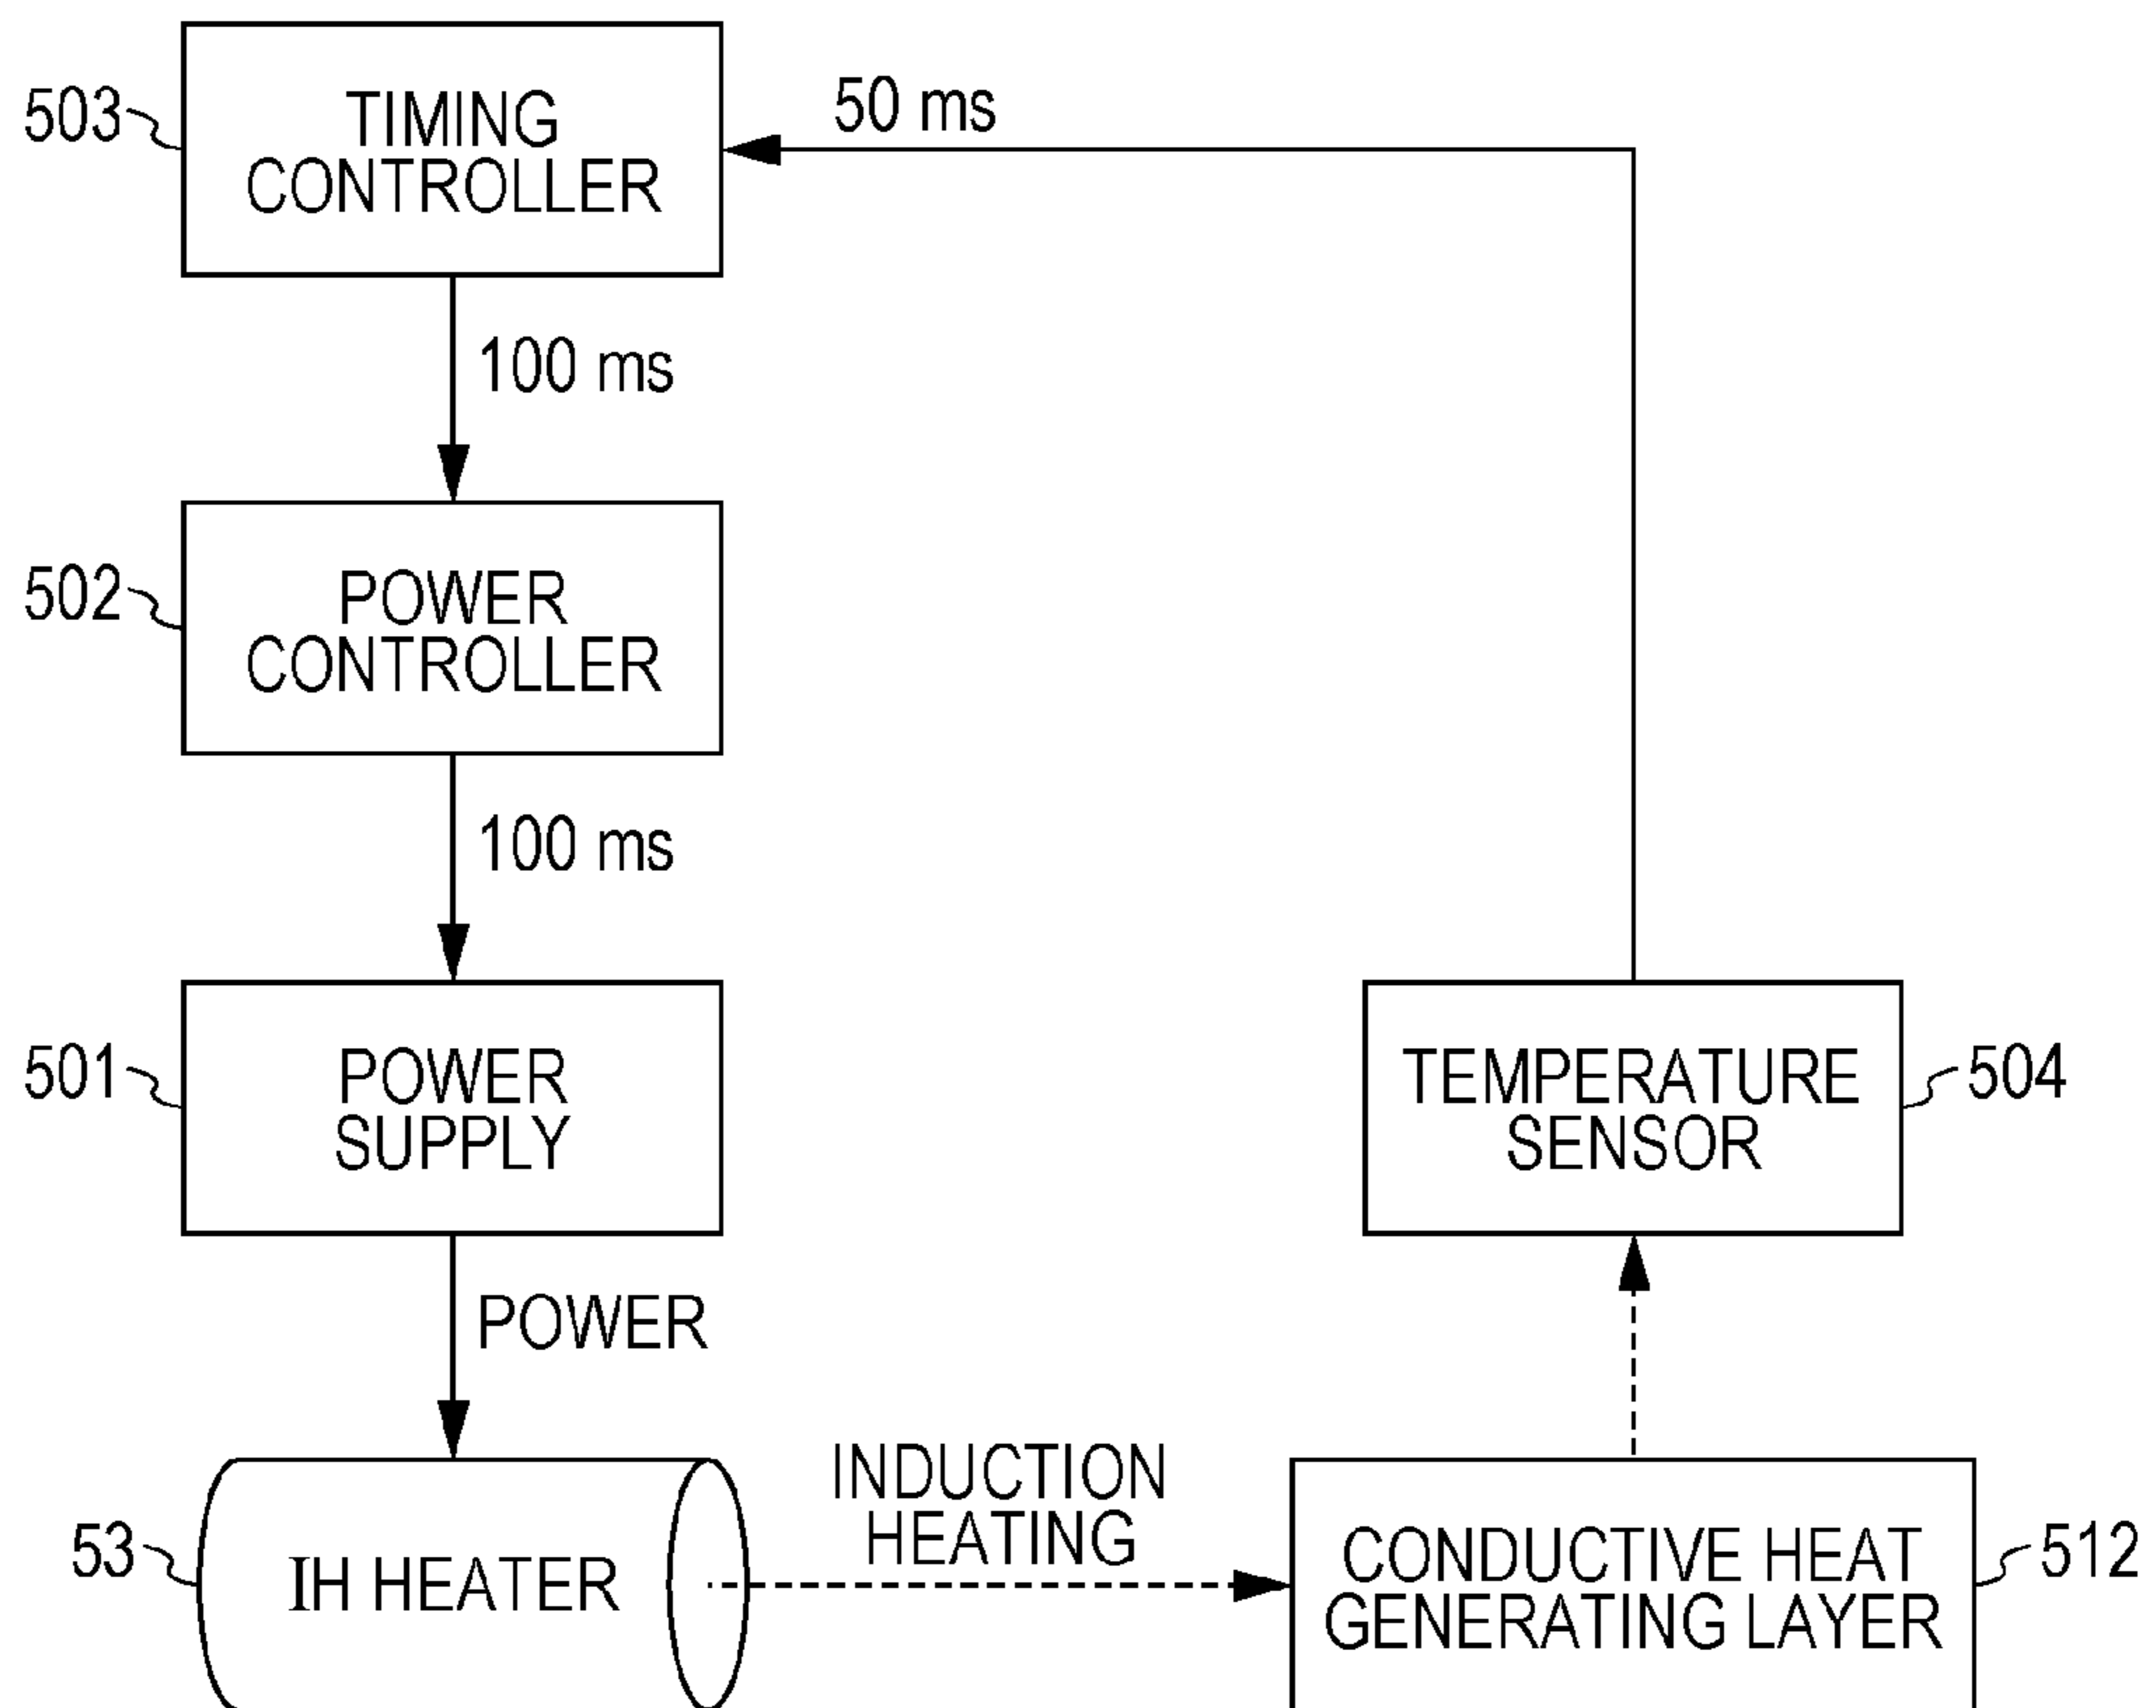 503
TIMING
CONTROLLER
50 ms
100 ms
502
POWER
CONTROLLER
100 ms
501
POWER
SUPPLY
TEMPERATURE
SENSOR
504
POWER
53
IH HEATER
INDUCTION
HEATING
CONDUCTIVE HEAT
GENERATING LAYER
512